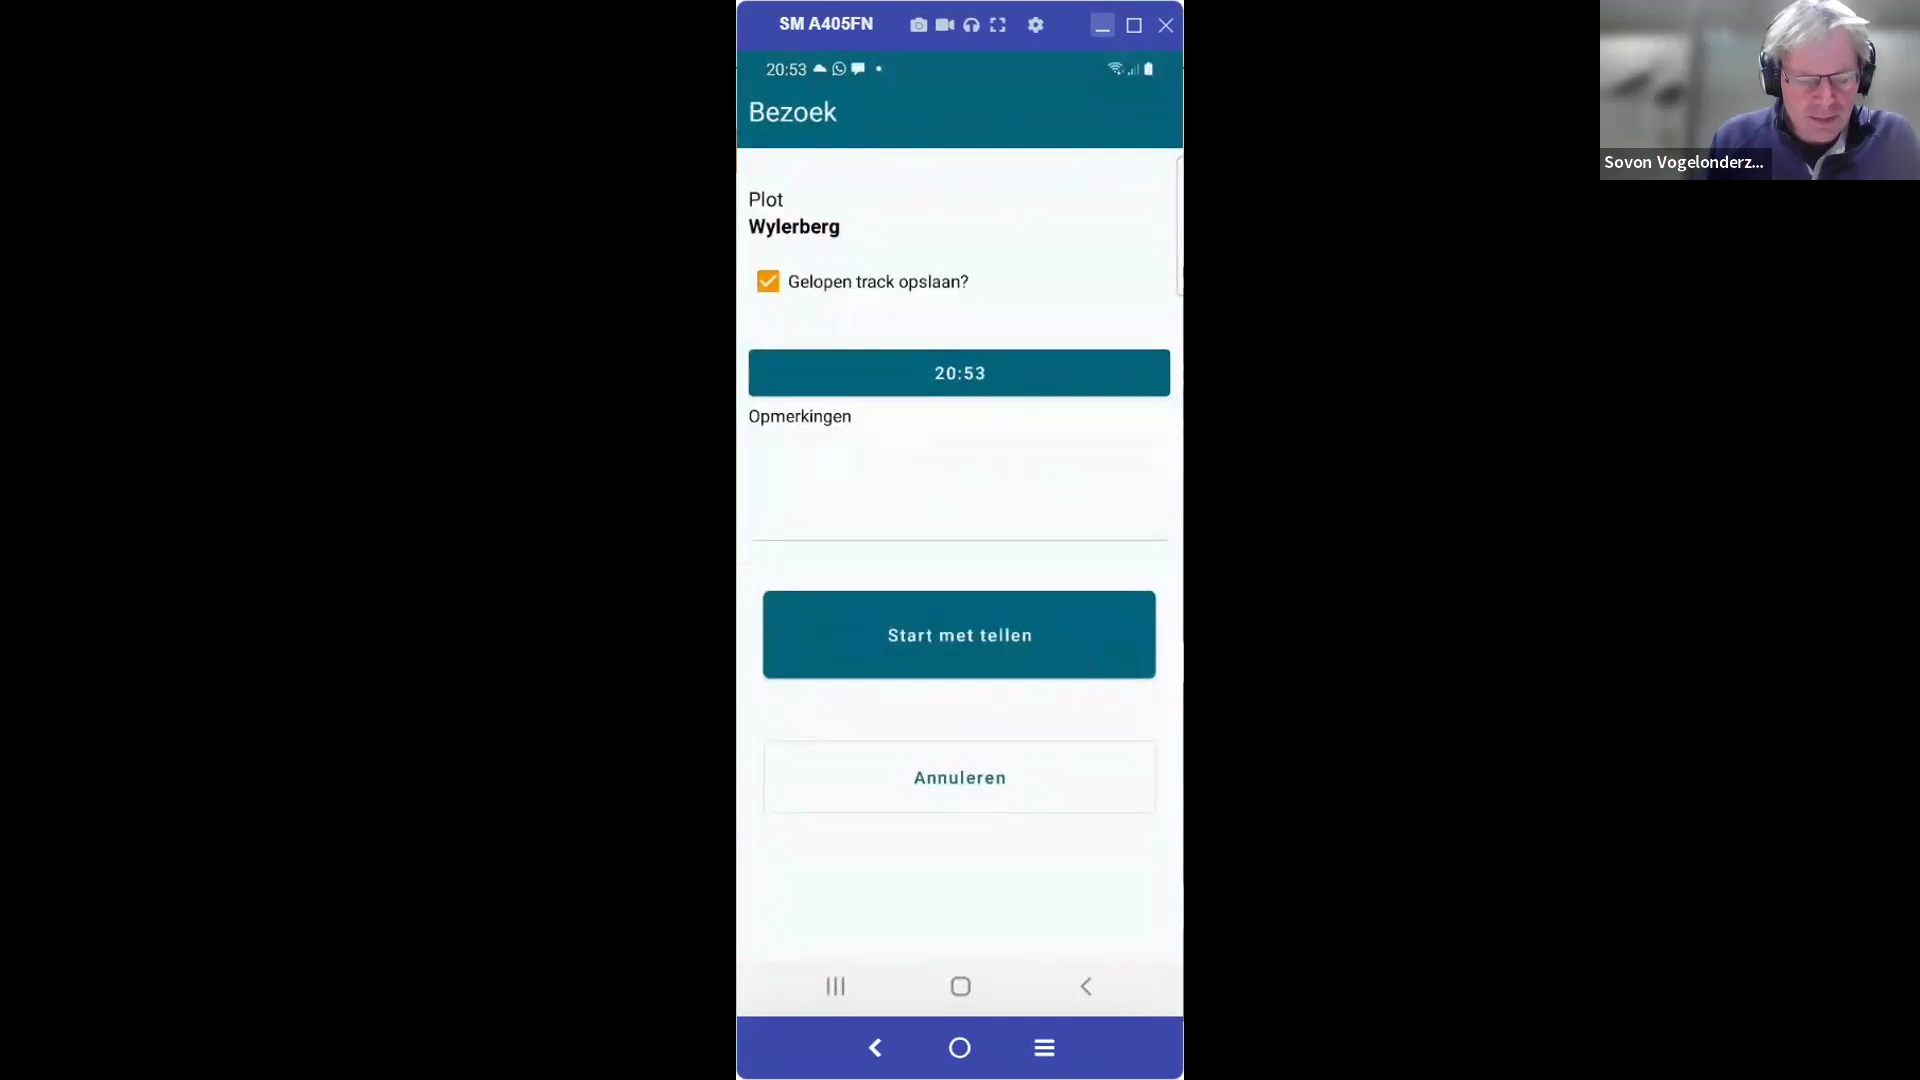 SM A405FN
20:53
Bezoek
Plot
Wylerberg
Gelopen track opslaan?
20:53
Opmerkingen
Start met tellen
Annuleren
Sovon Vogelonderz...